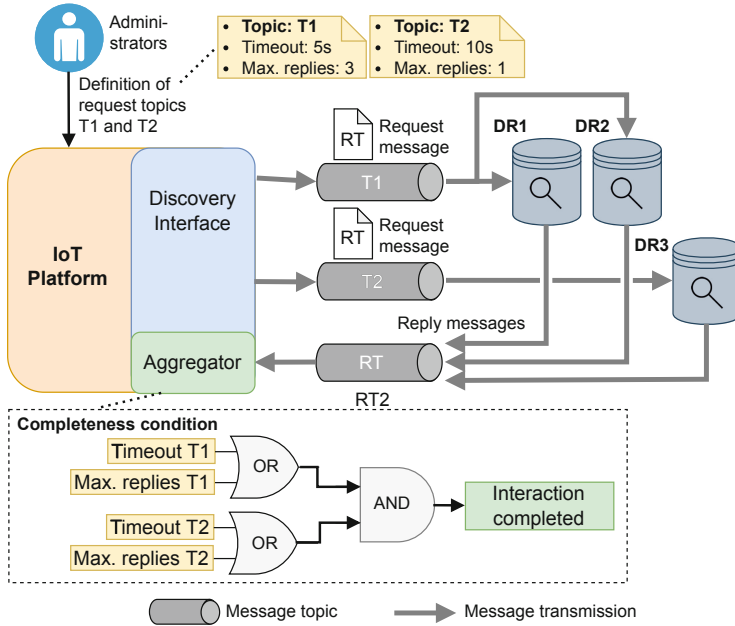 Admini-
strators
• Topic: T1
• Timeout: 5s
• Max. replies: 3
• Topic: T2
• Timeout: 10s
• Max. replies: 1
Definition of
request topics
T1 and T2
RT
Request
message
DR1
DR2
T1
Discovery
Interface
RT
Request
message
IoT
Platform
DR3
T2
Reply messages
Aggregator
RT
RT2
Completeness condition
Timeout T1
OR
Max. replies T1
AND
Interaction
completed
Timeout T2
OR
Max. replies T2
Message topic
Message transmission